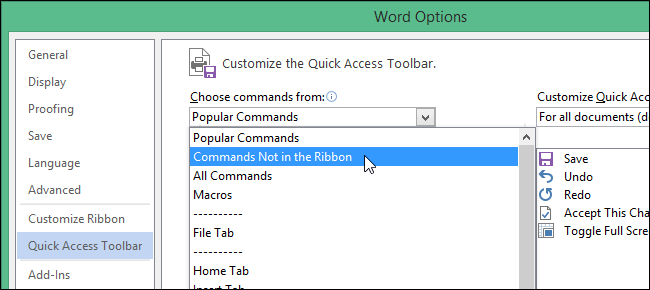 Word Options
General
Display
Proofing
Save
Language
Advanced
Customize Ribbon
Quick Access Toolbar
Add-Ins
Customize the Quick Access Toolbar.
Choose commands from:
Popular Commands
Popular Commands
Commands Not in the Ribbon
All Commands
Macros
----------
File Tab
----------
Home Tab
Insert Tab
Customize Quick Acc
For all documents (d
Save
Undo
Redo
Accept This Cha
Toggle Full Scree